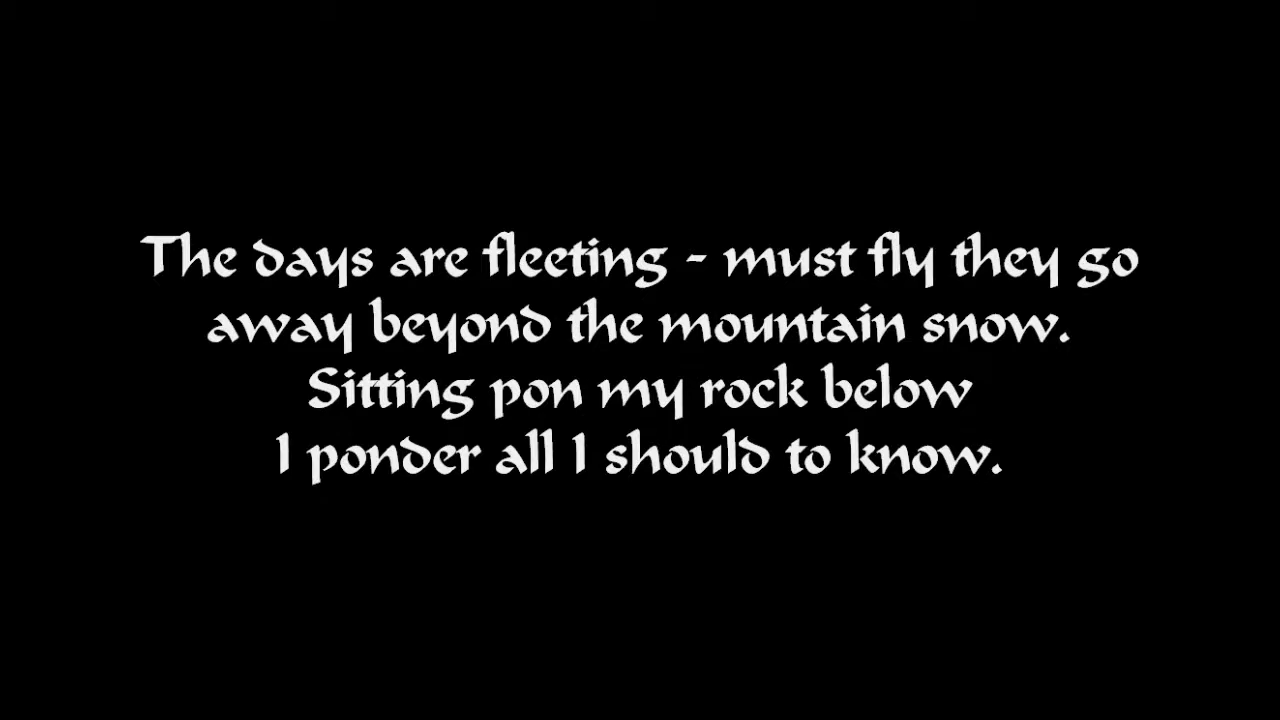 The days are fleeting - must fly they go
away beyond the mountain snow.
Sitting pon my rock below
I ponder all I should to know.